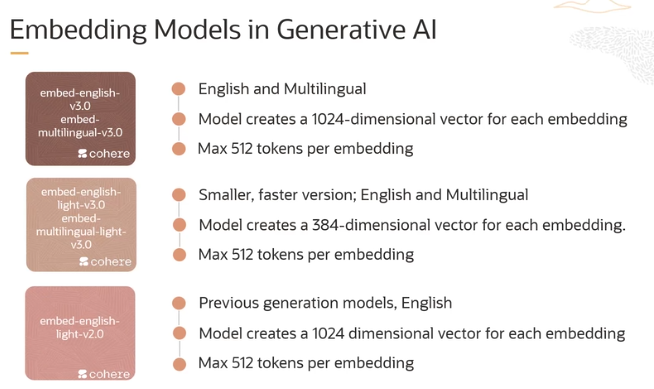 Embedding Models in Generative AI
embed-english-
v3.0
embed-
multilingual-v3.0
cohere
English and Multilingual
Model creates a 1024-dimensional vector for each embedding
Max 512 tokens per embedding
embed-english-
light-v3.0
embed-
multilingual-light-
v3.0
cohere
Smaller, faster version; English and Multilingual
Model creates a 384-dimensional vector for each embedding.
Max 512 tokens per embedding
embed-english-
light-v2.0
cohere
Previous generation models, English
Model creates a 1024 dimensional vector for each embedding
Max 512 tokens per embedding